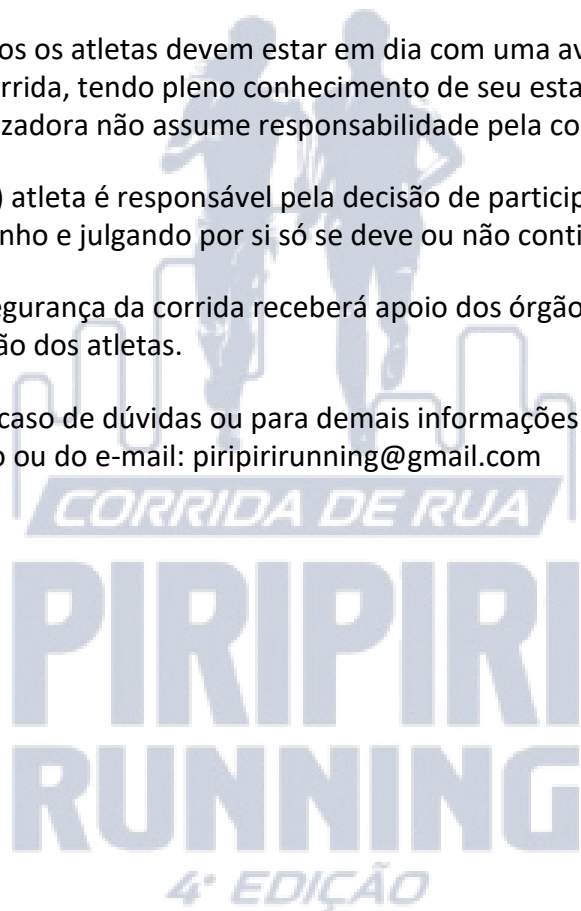 os os atletas devem estar em dia com uma av
rrida, tendo pleno conhecimento de seu esta
zadora não assume responsabilidade pela co
) atleta é responsável pela decisão de particip
nho e julgando por si só se deve ou não conti
egurança da corrida receberá apoio dos órgão
ão dos atletas.
caso de dúvidas ou para demais informações
o ou do e-mail: piripirirunning@gmail.com
CORRIDA DE RUA
PIRIPIRI
RUNNING
4ª EDIÇÃO